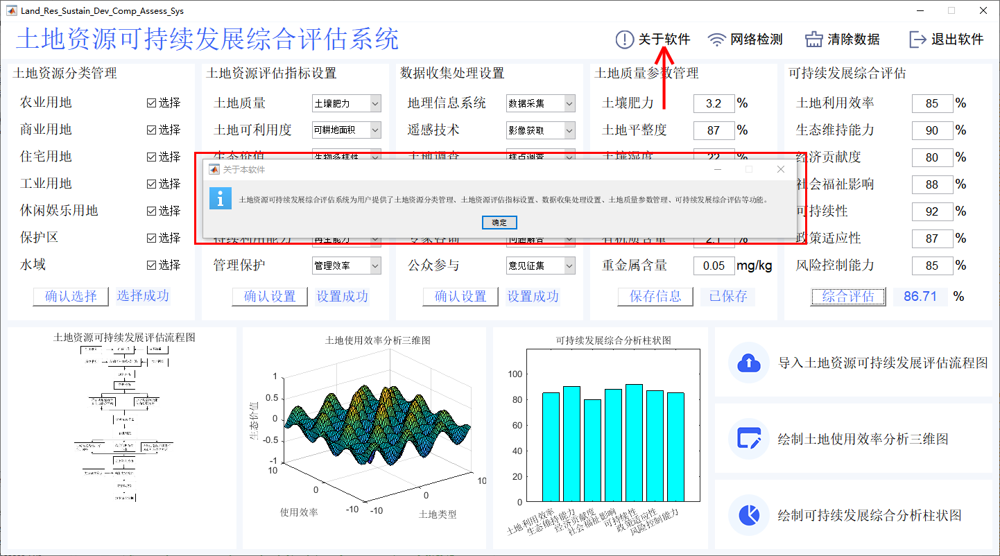 Land_Res_Sustain_Dev_Comp_Assess_Sys
土地资源可持续发展综合评估系统
关于软件 网络检测 清除数据 退出软件
土地资源分类管理
农业用地 选择
商业用地 选择
住宅用地 选择
工业用地 选择
休闲娱乐用地 选择
保护区 选择
水域 选择
确认选择 选择成功
土地资源评估指标设置
土地质量 土壤肥力
土地可利用度 可耕地面积
生态价值 生物多样性
持续利用能力 再生能力
管理保护 管理效率
确认设置 设置成功
数据收集处理设置
地理信息系统 数据采集
遥感技术 影像获取
土地调查 样点调查
专家咨询 问题解答
公众参与 意见征集
确认设置 设置成功
土地质量参数管理
土壤肥力 3.2 %
土地平整度 87 %
土壤湿度 22 %
有机质含量 2.1 %
重金属含量 0.05 mg/kg
保存信息 已保存
可持续发展综合评估
土地利用效率 85 %
生态维持能力 90 %
经济贡献度 80 %
社会福祉影响 88 %
可持续性 92 %
政策适应性 87 %
风险控制能力 85 %
综合评估 86.71 %
关于本软件
土地资源可持续发展综合评估系统为用户提供了土地资源分类管理、土地资源评估指标设置、数据收集处理设置、土地质量参数管理、可持续发展综合评估等功能。
确定
土地资源可持续发展评估流程图
土地使用效率分析三维图
生态价值
1
0.5
0
-0.5
-1
10
0
-10
使用效率
-10
0
10
土地类型
可持续发展综合分析柱状图
100
80
60
40
20
0
土地利用效率
生态维持能力
经济贡献度
社会福祉影响
可持续性
政策适应性
风险控制能力
导入土地资源可持续发展评估流程图
绘制土地使用效率分析三维图
绘制可持续发展综合分析柱状图